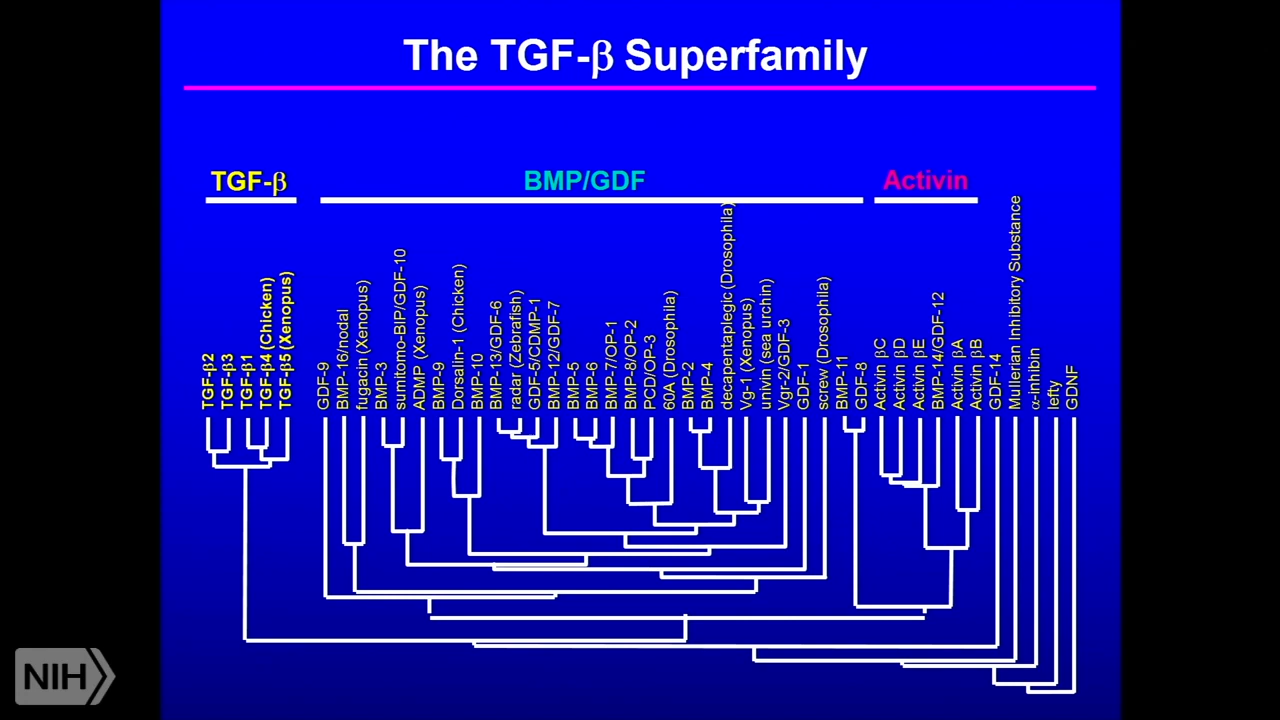 The TGF-β Superfamily
TGF-β
BMP/GDF
Activin
TGF-β2
TGF-β3
TGF-β1
TGF-β4 (Chicken)
TGF-β5 (Xenopus)
GDF-9
BMP-16/nodal
fugacin (Xenopus)
BMP-3
sumitomo-BIP/GDF-10
ADMP (Xenopus)
BMP-9
Dorsalin-1 (Chicken)
BMP-10
BMP-13/GDF-6
radar (Zebrafish)
GDF-5/CDMP-1
BMP-12/GDF-7
BMP-5
BMP-6
BMP-7/OP-1
BMP-8/OP-2
PCD/OP-3
60A (Drosophila)
BMP-2
BMP-4
decapentaplegic (Drosophila)
Vg-1 (Xenopus)
univin (sea urchin)
Vgr-2/GDF-3
GDF-1
screw (Drosophila)
BMP-11
GDF-8
Activin βC
Activin βD
Activin βE
BMP-14/GDF-12
Activin βA
Activin βB
GDF-14
Mullerian Inhibitory Substance
α-inhibin
lefty
GDNF
NIH